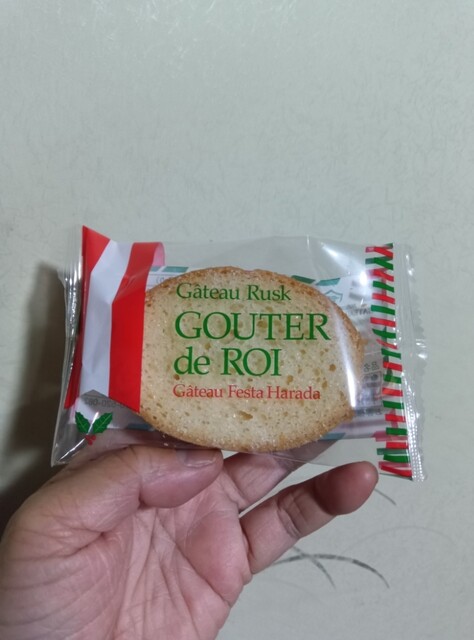 Gâteau Rusk
GOUTER
de ROI
Gâteau Festa Harada